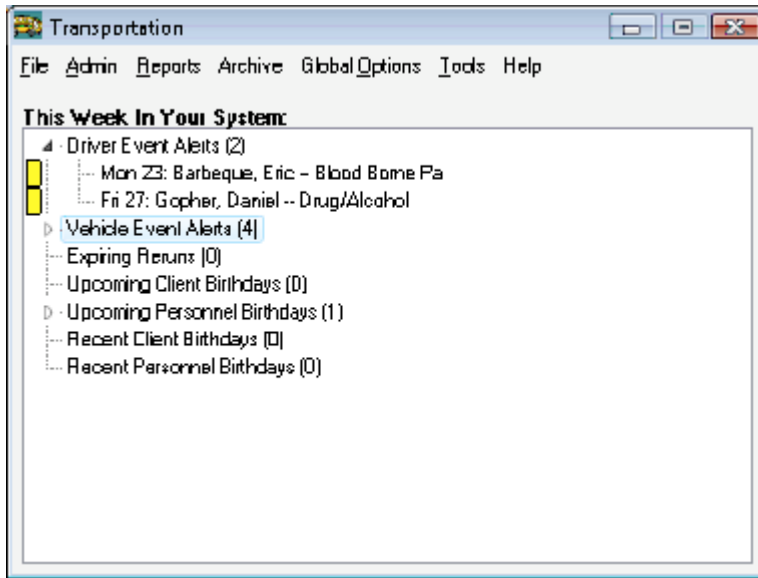 Transportation
File Admin Reports Archive Global Options Tools Help
This Week In Your System:
Driver Event Alerts (2)
Mon 23: Barbeque, Eric - Blood Borne Pa
Fri 27: Gopher, Daniel -- Drug/Alcohol
Vehicle Event Alerts (4)
Expiring Reruns (0)
Upcoming Client Birthdays (0)
Upcoming Personnel Birthdays (1)
Recent Client Birthdays (0)
Recent Personnel Birthdays (0)